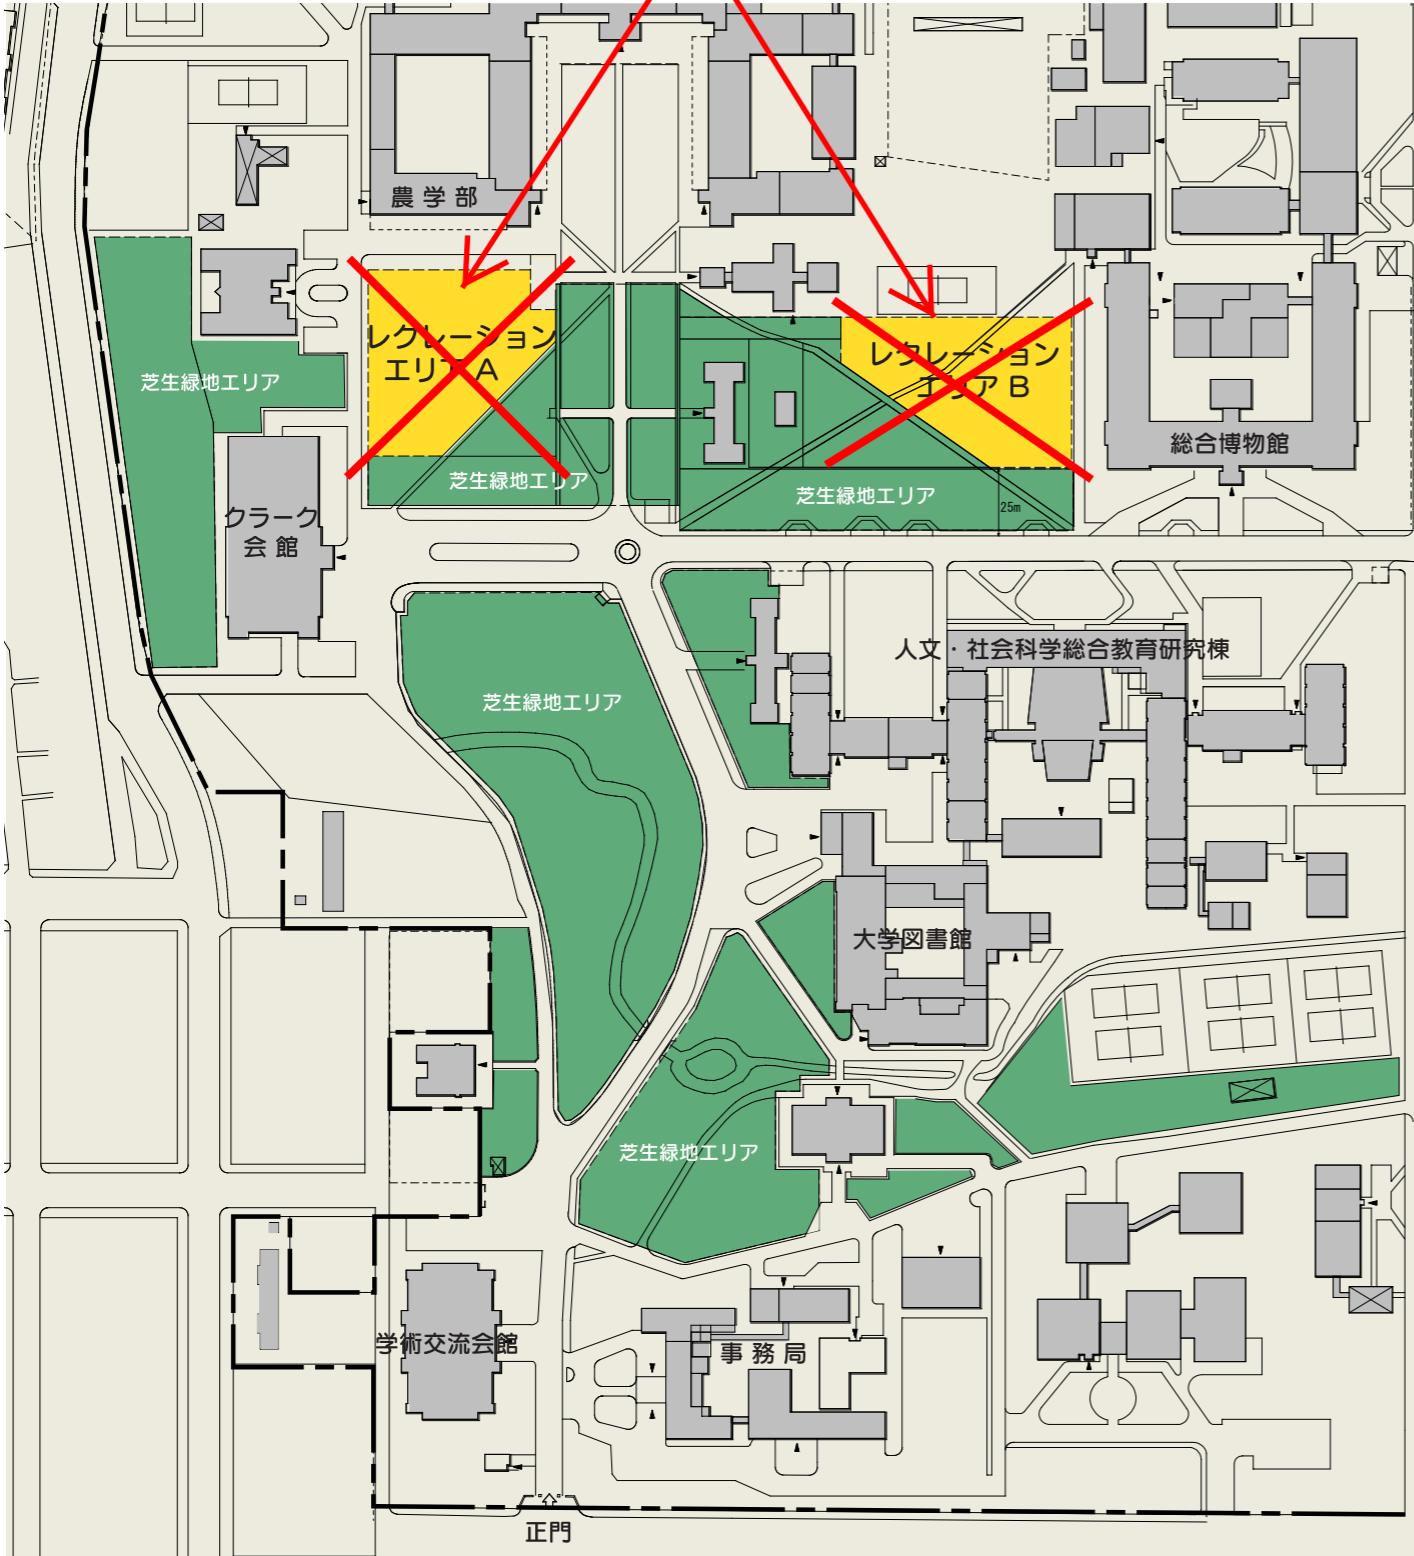 農学部
レクレーション
エリア A
レクレーション
エリア B
芝生緑地エリア
総合博物館
芝生緑地エリア
芝生緑地エリア
25m
クラーク
会館
人文・社会科学総合教育研究棟
芝生緑地エリア
大学図書館
芝生緑地エリア
学術交流会館
事務局
正門